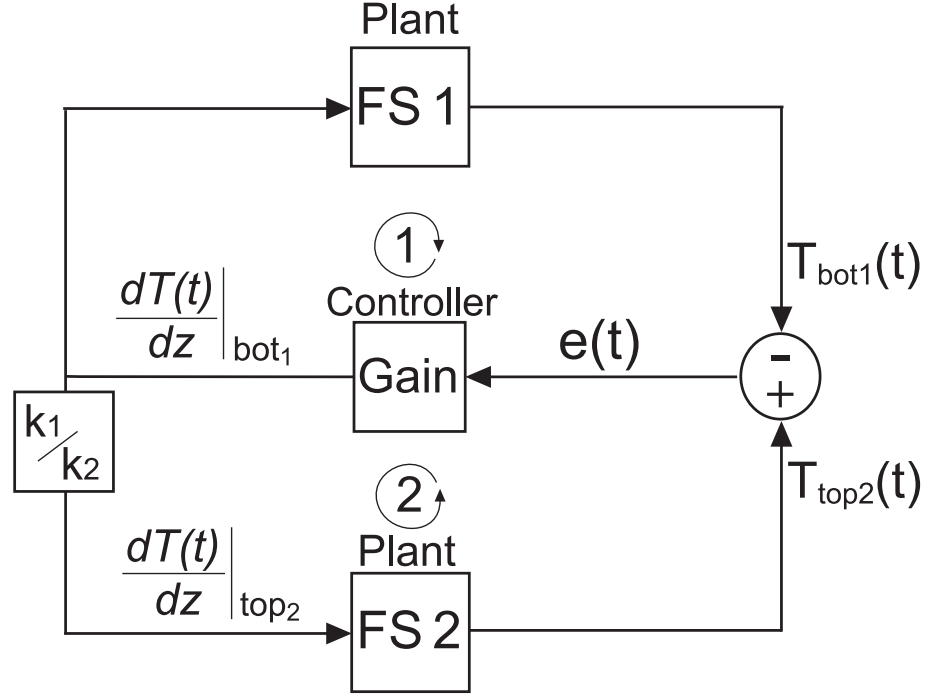 Plant
FS 1
1
T_bot1(t)
dT(t)
dz |bot₁
Controller
Gain
e(t)
-
+
k₁/k₂
2
T_top2(t)
Plant
dT(t)
dz |top₂
FS 2